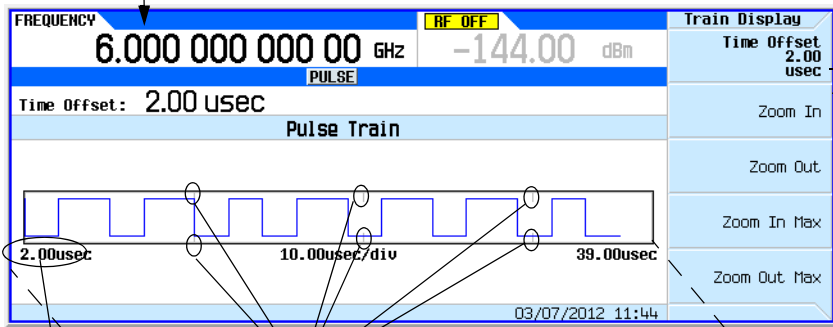 FREQUENCY
6.000 000 000 00 GHz
RF OFF
-144.00 dBm
PULSE
Time Offset: 2.00 usec
Pulse Train
2.00usec
10.00usec/div
39.00usec
03/07/2012 11:44
Train Display
Time Offset
2.00
usec
Zoom In
Zoom Out
Zoom In Max
Zoom Out Max